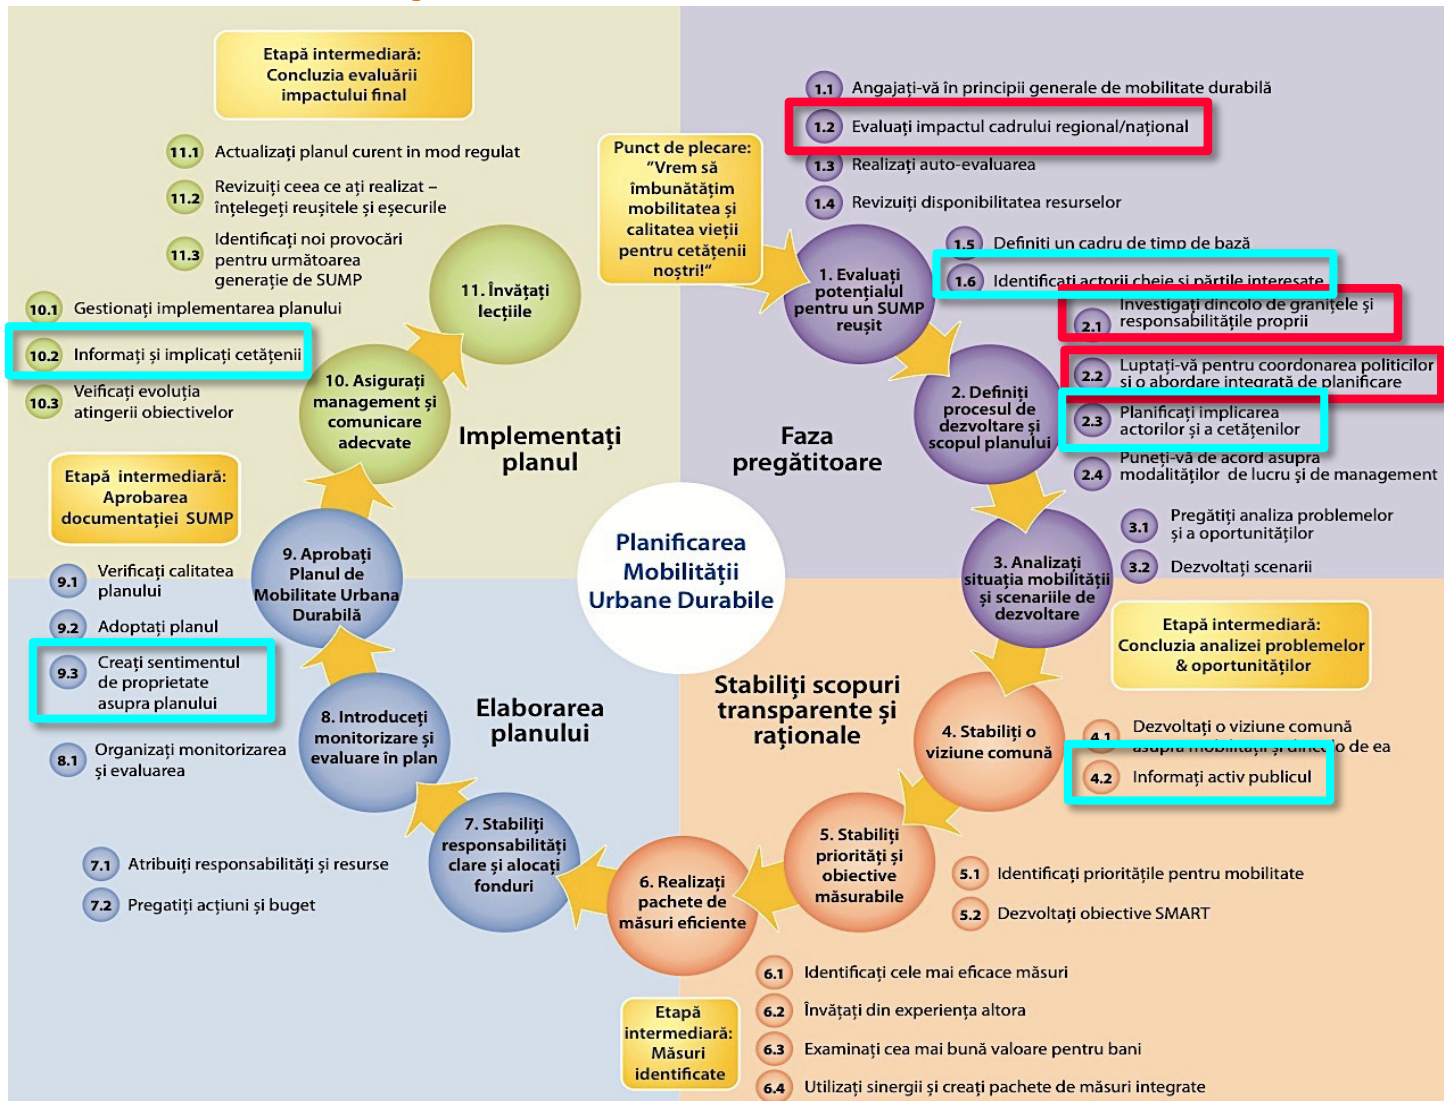 Etapă intermediară:
Concluzia evaluării
impactului final
11.1 Actualizați planul curent in mod regulat
11.2 Revizuiți ceea ce ați realizat –
înțelegeți reușitele și eșecurile
11.3 Identificați noi provocări
pentru următoarea
generație de SUMP
10.1 Gestionați implementarea planului
10.2 Informați și implicați cetățenii
10.3 Veificați evoluția
atingerii obiectivelor
11. Învățați
lecțiile
10. Asigurați
management și
comunicare
adecvate
Implementați
planul
Punct de plecare:
"Vrem să
îmbunătățim
mobilitatea și
calitatea vieții
pentru cetățenii
noștri!“
1.1 Angajați-vă în principii generale de mobilitate durabilă
1.2 Evaluați impactul cadrului regional/național
1.3 Realizați auto-evaluarea
1.4 Revizuiți disponibilitatea resurselor
1.5 Definiți un cadru de timp de bază
1.6 Identificați actorii cheie și părțile interesate
1. Evaluați
potențialul
pentru un SUMP
reușit
2.1 Investigați dincolo de granițele și
responsabilitățile proprii
2.2 Luptați-vă pentru coordonarea politicilor
și o abordare integrată de planificare
2.3 Planificați implicarea
actorilor și a cetățenilor
2.4 Puneți-vă de acord asupra
modalităților de lucru și de management
2. Definiți
procesul de
dezvoltare și
scopul planului
Faza
pregătitoare
3.1 Pregătiți analiza problemelor
și a oportunităților
3.2 Dezvoltați scenarii
3. Analizați
situația mobilității
și scenariile de
dezvoltare
Planificarea
Mobilității
Urbane Durabile
Etapă intermediară:
Aprobarea
documentației SUMP
9. Aprobați
Planul de
Mobilitate Urbana
Durabilă
9.1 Verificați calitatea
planului
9.2 Adoptați planul
9.3 Creați sentimentul
de proprietate
asupra planului
8.1 Organizați monitorizarea
și evaluarea
8. Introduceți
monitorizare și
evaluare în plan
Elaborarea
planului
7. Stabiliți
responsabilități
clare și alocați
fonduri
7.1 Atribuiți responsabilități și resurse
7.2 Pregatiți acțiuni și buget
Etapă intermediară:
Concluzia analizei problemelor
& oportunităților
Stabiliți scopuri
transparente și
raționale
4. Stabiliți o
viziune comună
4.1 Dezvoltați o viziune comună
asupra mobilității și dincolo de ea
4.2 Informați activ publicul
5. Stabiliți
priorități și
obiective
măsurabile
5.1 Identificați prioritățile pentru mobilitate
5.2 Dezvoltați obiective SMART
6. Realizați
pachete de
măsuri eficiente
6.1 Identificați cele mai eficace măsuri
6.2 Învățați din experiența altora
6.3 Examinați cea mai bună valoare pentru bani
6.4 Utilizați sinergii și creați pachete de măsuri integrate
Etapă
intermediară:
Măsuri
identificate